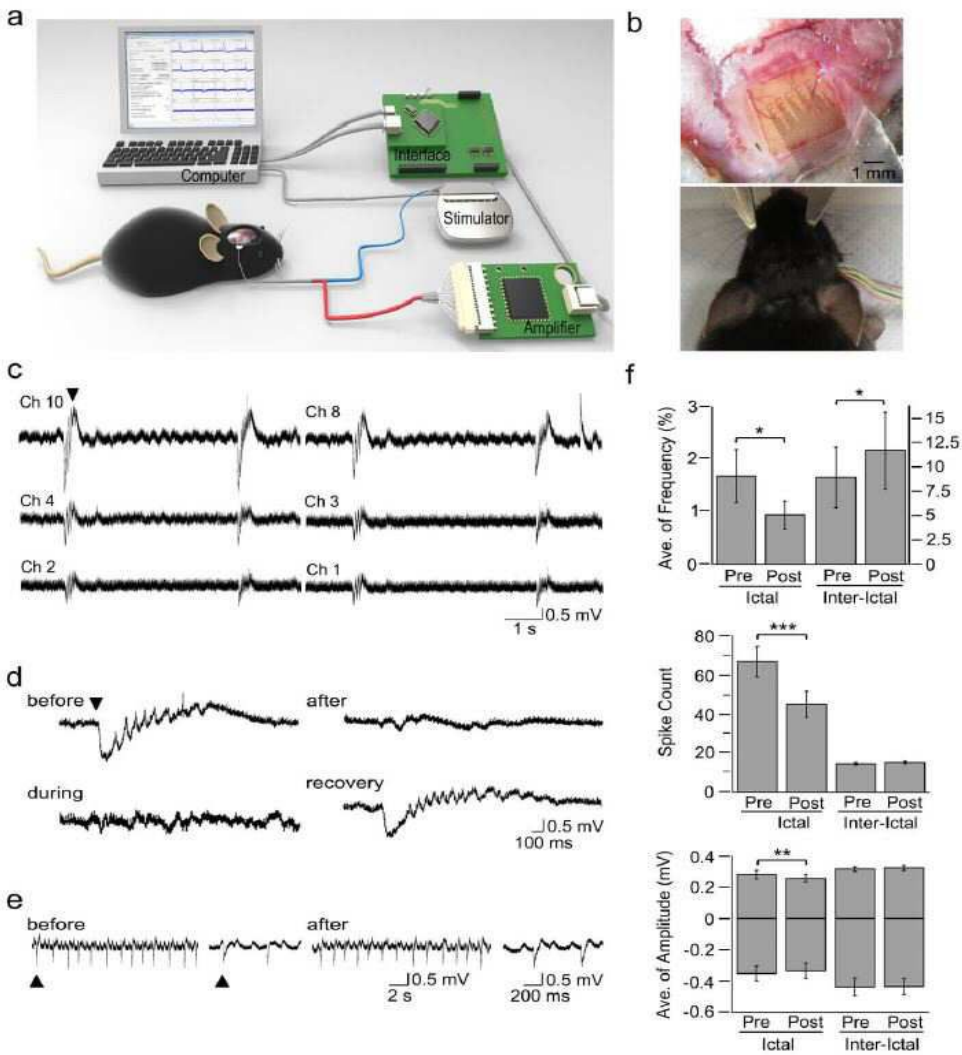 a
Computer
Interface
Stimulator
Amplifier
b
1 mm
c
Ch 10
Ch 8
Ch 4
Ch 3
Ch 2
Ch 1
0.5 mV
1 s
d
before
after
during
recovery
0.5 mV
100 ms
e
before
after
0.5 mV
2 s
0.5 mV
200 ms
f
Ave. of Frequency (%)
3
2
1
0
*
*
15
12.5
10
7.5
5
2.5
0
Pre Post Pre Post
Ictal Inter-Ictal
Spike Count
80
60
40
20
0
***
Pre Post Pre Post
Ictal Inter-Ictal
Ave. of Amplitude (mV)
0.4
0.2
0
-0.2
-0.4
-0.6
**
Pre Post Pre Post
Ictal Inter-Ictal